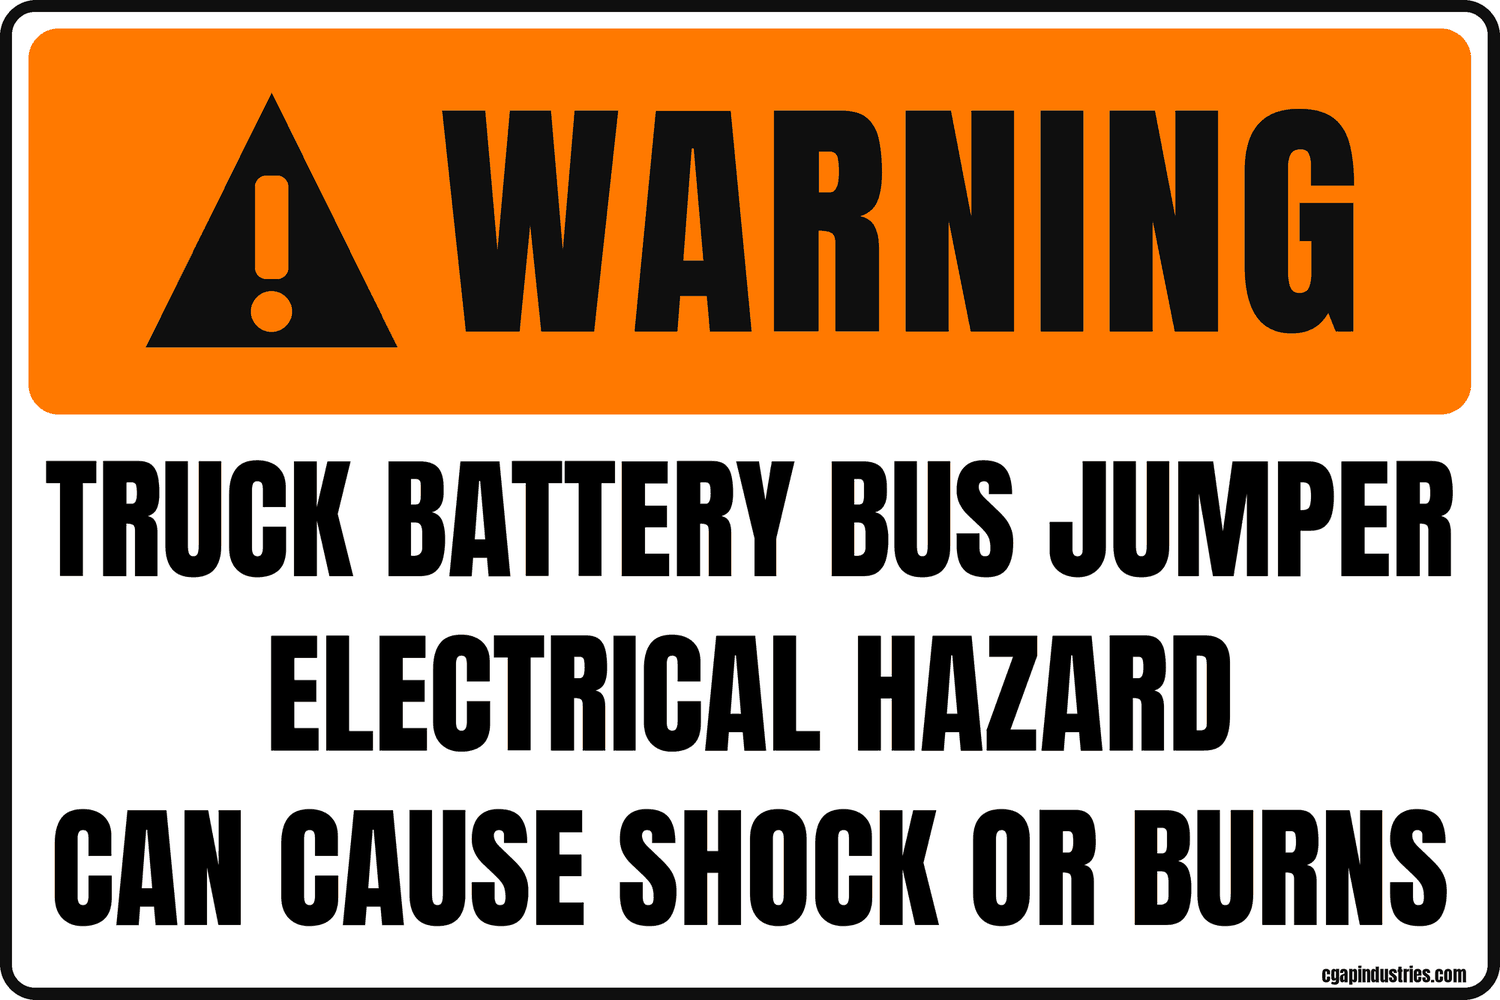 WARNING
TRUCK BATTERY BUS JUMPER
ELECTRICAL HAZARD
CAN CAUSE SHOCK OR BURNS
cgapindustries.com